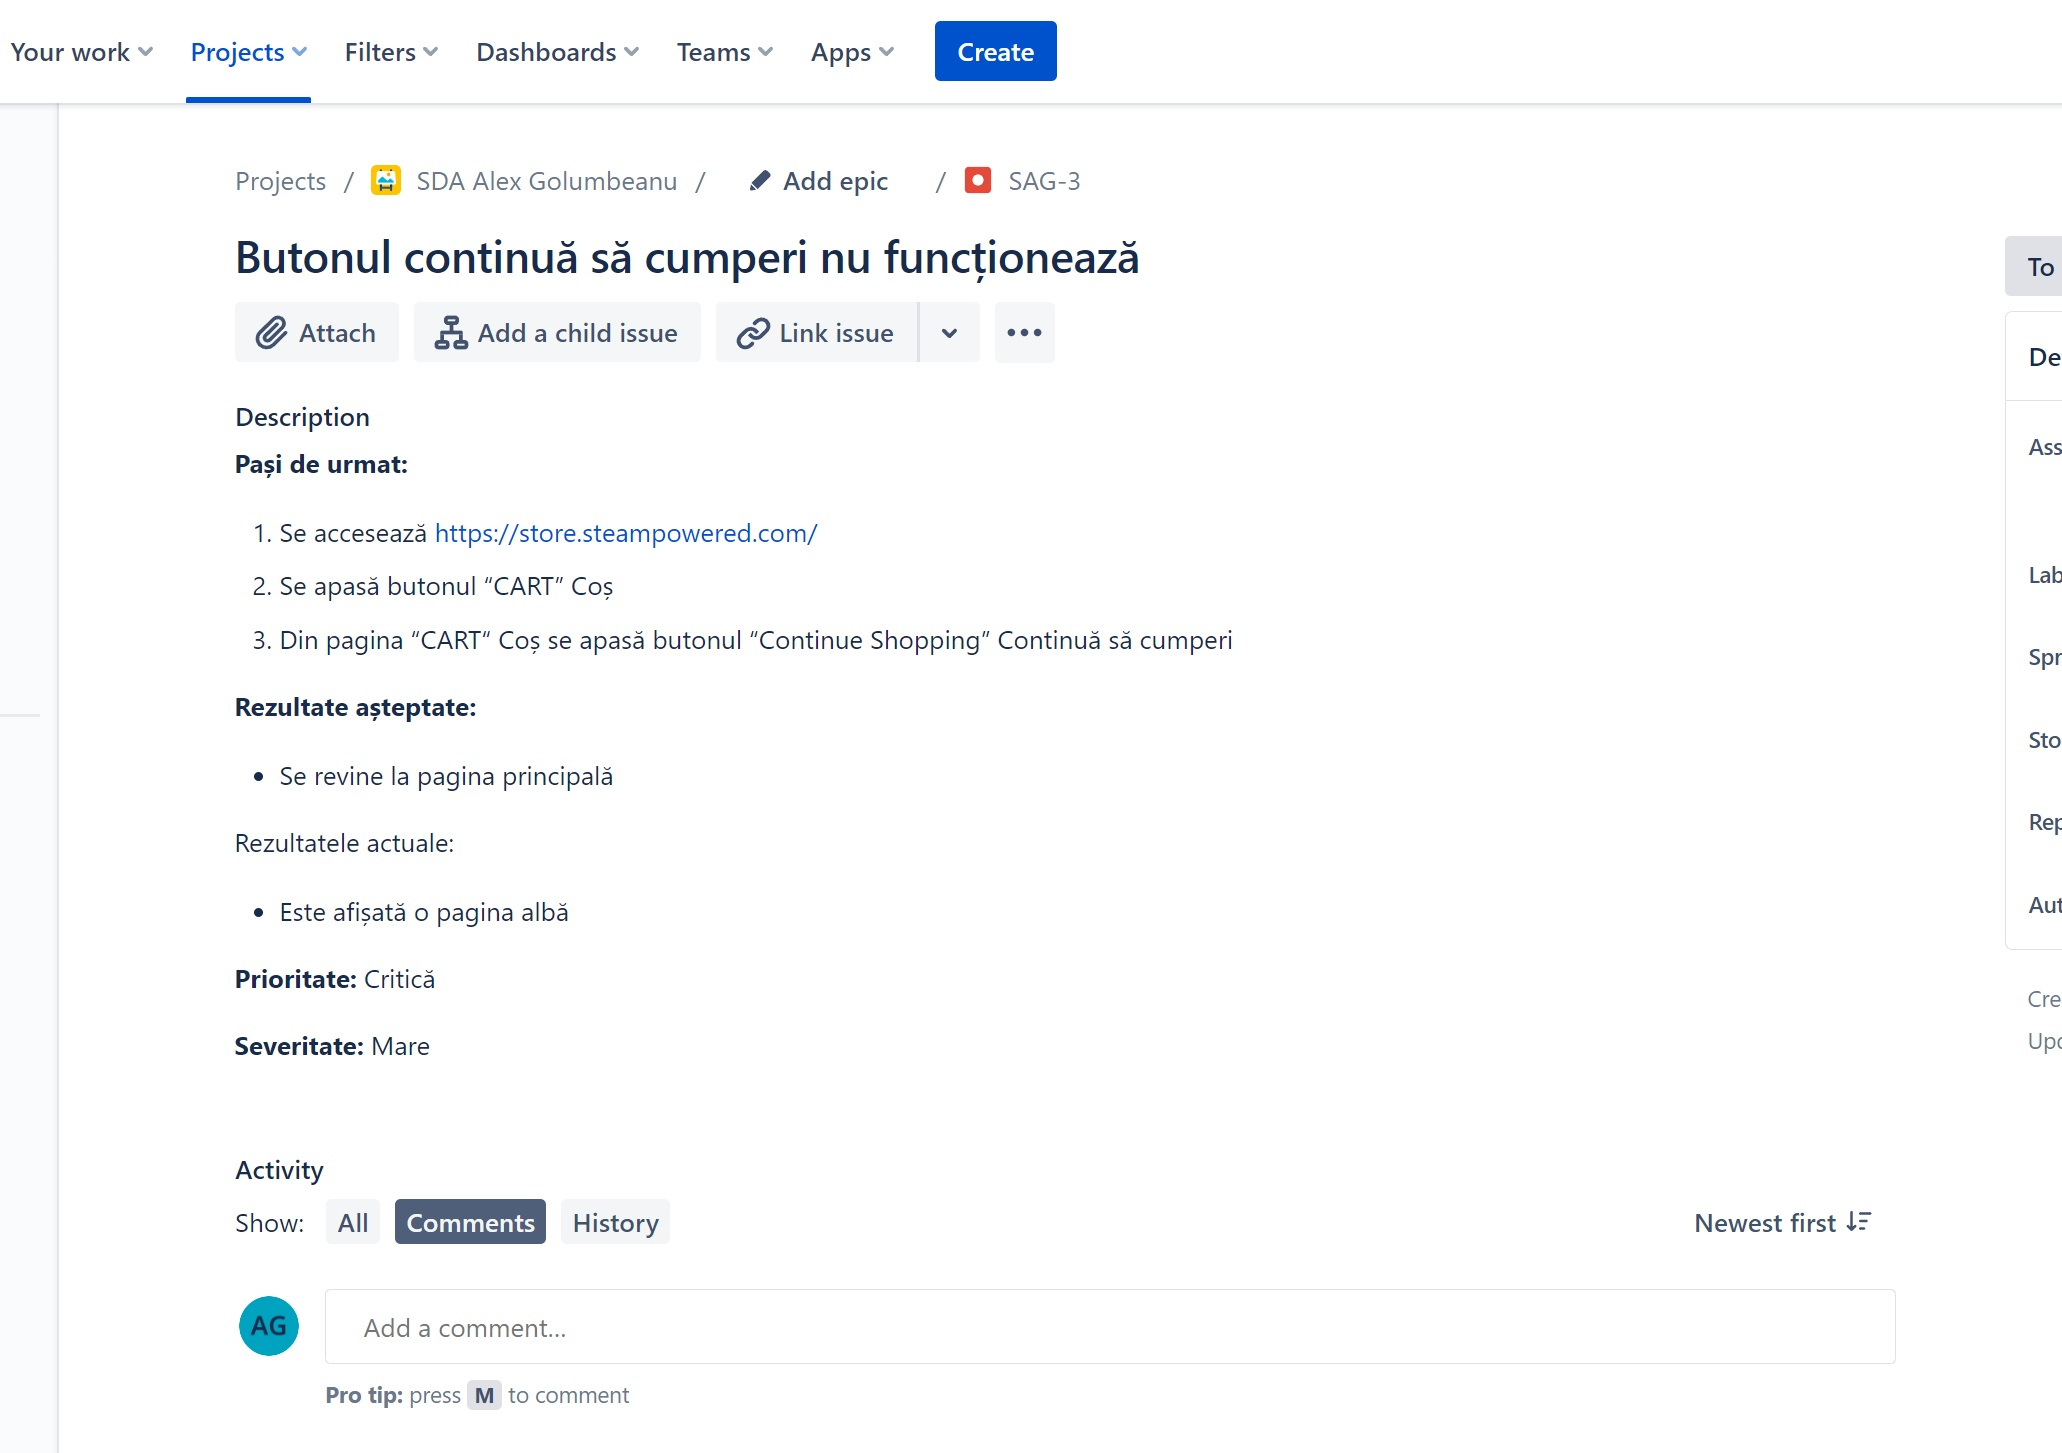 Your work Projects Filters Dashboards Teams Apps Create
Projects / SDA Alex Golumbeanu / Add epic / SAG-3
Butonul continuă să cumperi nu funcționează
To
Attach Add a child issue Link issue
De
Description
Pași de urmat:
Ass
1. Se accesează https://store.steampowered.com/
2. Se apasă butonul “CART” Coș
Lab
3. Din pagina “CART“ Coș se apasă butonul “Continue Shopping” Continuă să cumperi
Spr
Rezultate așteptate:
Sto
• Se revine la pagina principală
Rep
Rezultatele actuale:
• Este afișată o pagina albă
Aut
Prioritate: Critică
Cre
Severitate: Mare
Upd
Activity
Show: All Comments History Newest first
AG Add a comment...
Pro tip: press M to comment